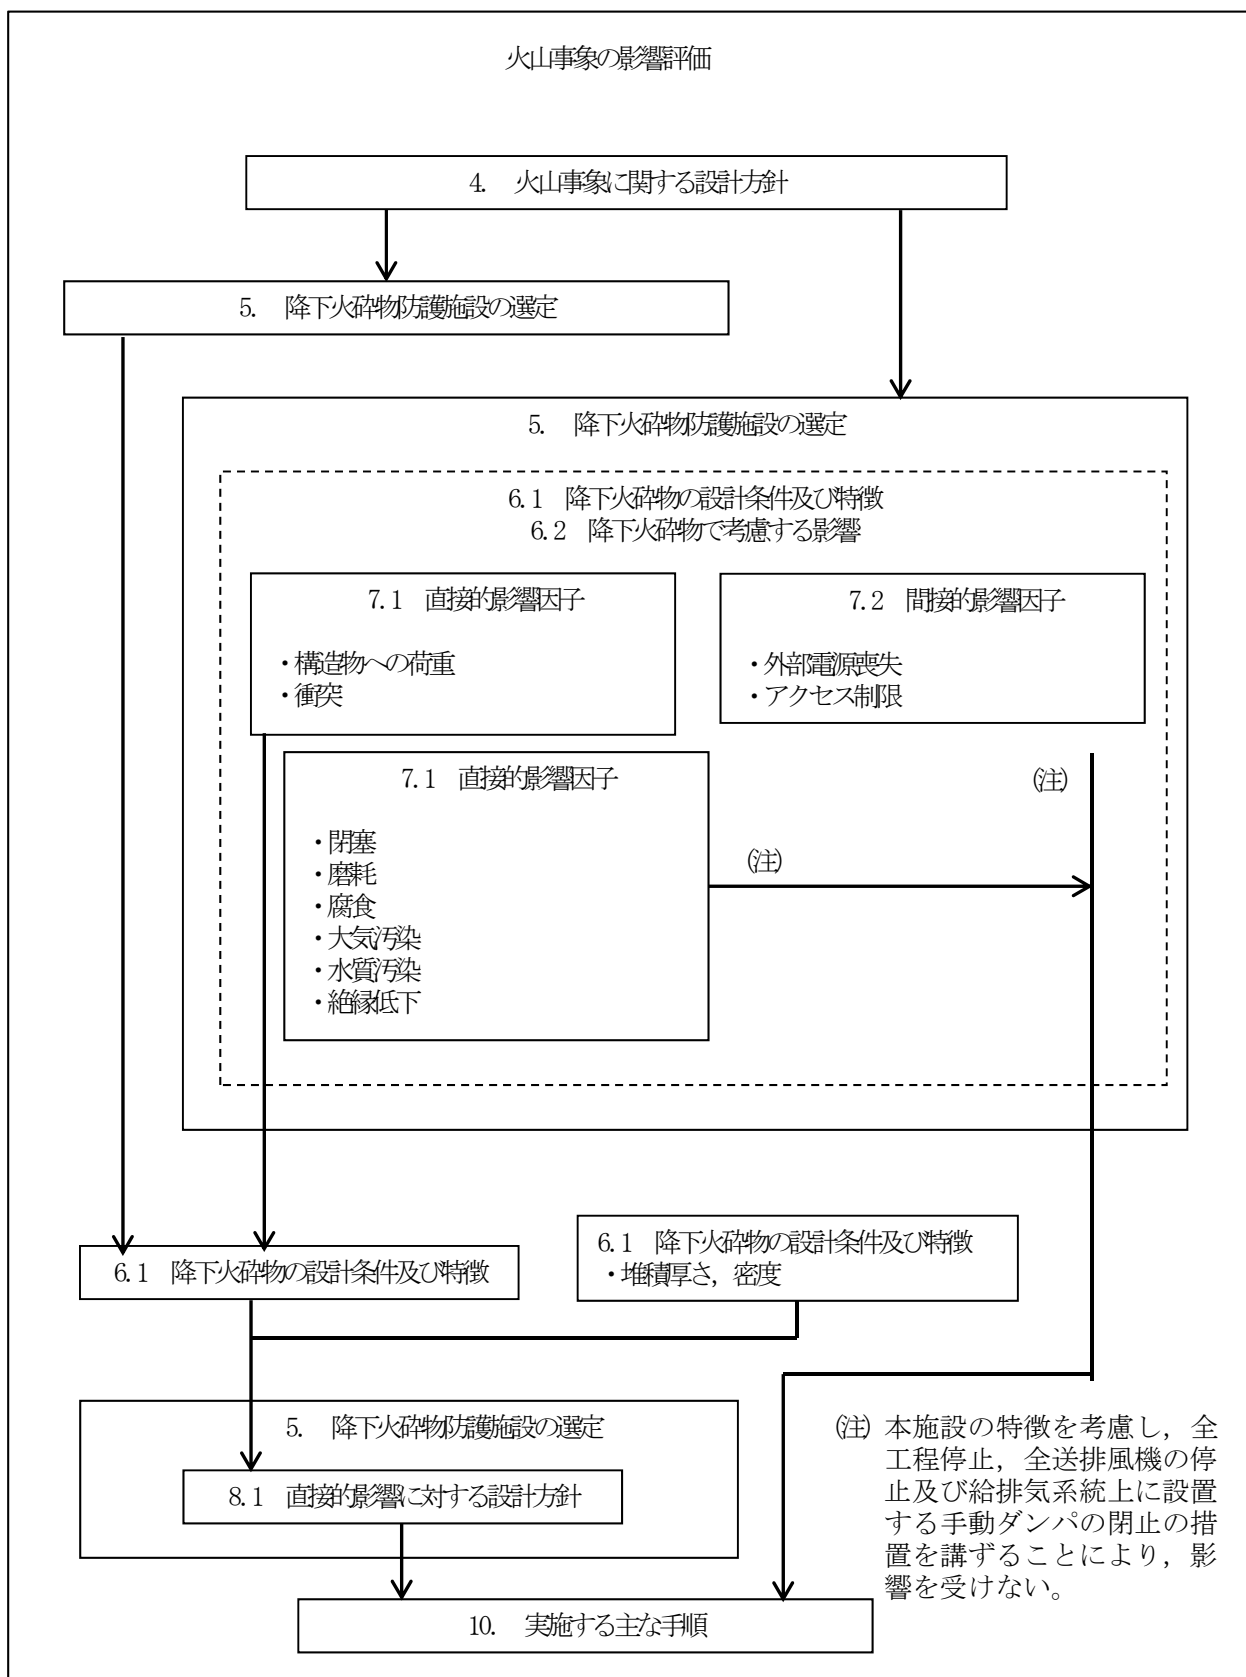 火山事象の影響評価
4. 火山事象に関する設計方針
5. 降下火砕物防護施設の選定
5. 降下火砕物防護施設の選定
6.1 降下火砕物の設計条件及び特徴
6.2 降下火砕物で考慮する影響
7.1 直接的影響因子
・構造物への荷重
・衝突
7.2 間接的影響因子
・外部電源喪失
・アクセス制限
7.1 直接的影響因子
・閉塞
・磨耗
・腐食
・大気汚染
・水質汚染
・絶縁低下
(注)
(注)
6.1 降下火砕物の設計条件及び特徴
6.1 降下火砕物の設計条件及び特徴
・堆積厚さ，密度
5. 降下火砕物防護施設の選定
8.1 直接的影響に対する設計方針
10. 実施する主な手順
(注) 本施設の特徴を考慮し，全
工程停止，全送排風機の停
止及び給排気系統上に設置
する手動ダンパの閉止の措
置を講ずることにより，影
響を受けない。